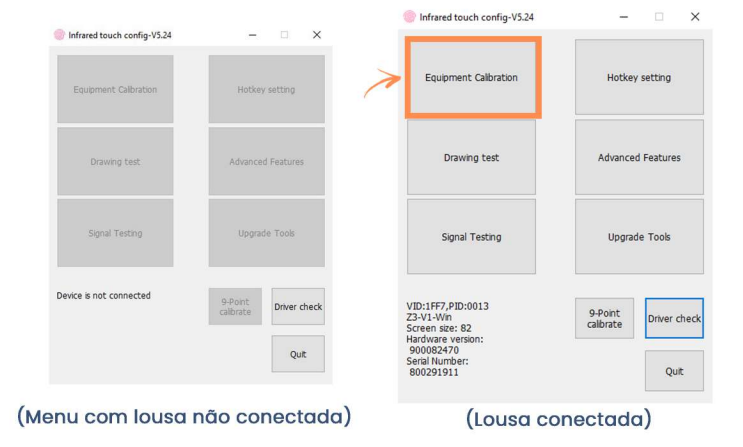 Infrared touch config-V5.24
Equipment Calibration
Hotkey setting
Drawing test
Advanced Features
Signal Testing
Upgrade Tools
Device is not connected
9-Point
calibrate
Driver check
Quit
(Menu com lousa não conectada)
Infrared touch config-V5.24
Equipment Calibration
Hotkey setting
Drawing test
Advanced Features
Signal Testing
Upgrade Tools
VID:1FF7,PID:0013
Z3-V1-Win
Screen size: 82
Hardware version:
900082470
Serial Number:
800291911
9-Point
calibrate
Driver check
Quit
(Lousa conectada)